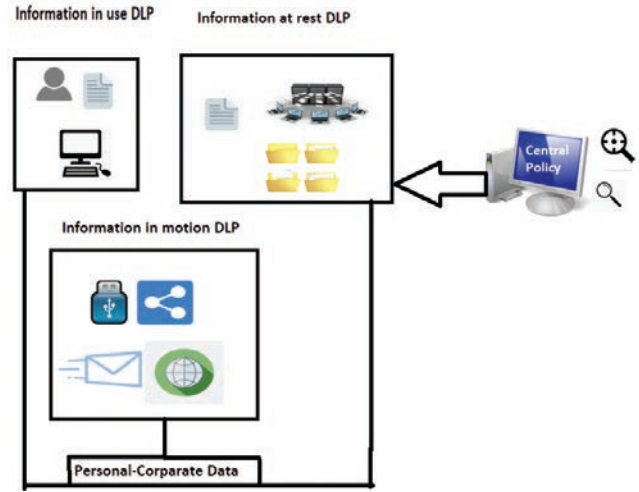 Information in use DLP
Information at rest DLP
Central
Policy
Information in motion DLP
Personal-Corparate Data